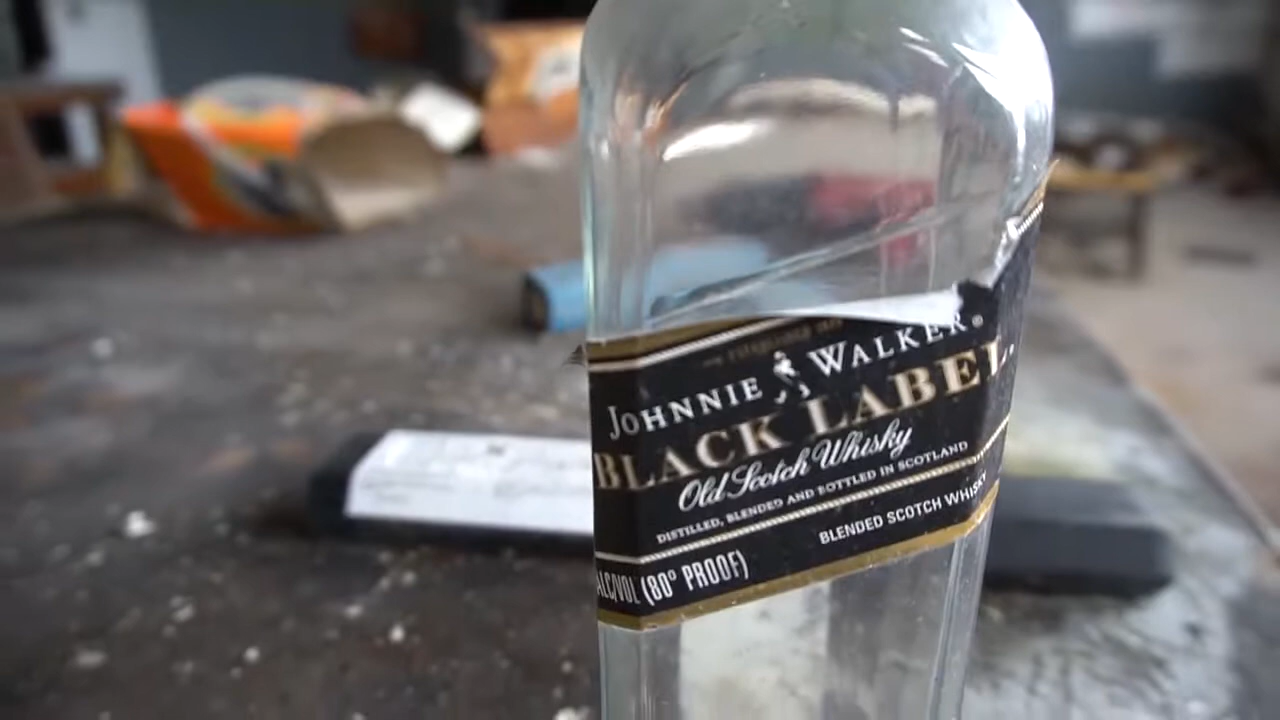 JOHNNIE WALKER®
BLACK LABEL
Old Scotch Whisky
DISTILLED, BLENDED AND BOTTLED IN SCOTLAND
BLENDED SCOTCH WHISKY
ALC/VOL (80° PROOF)